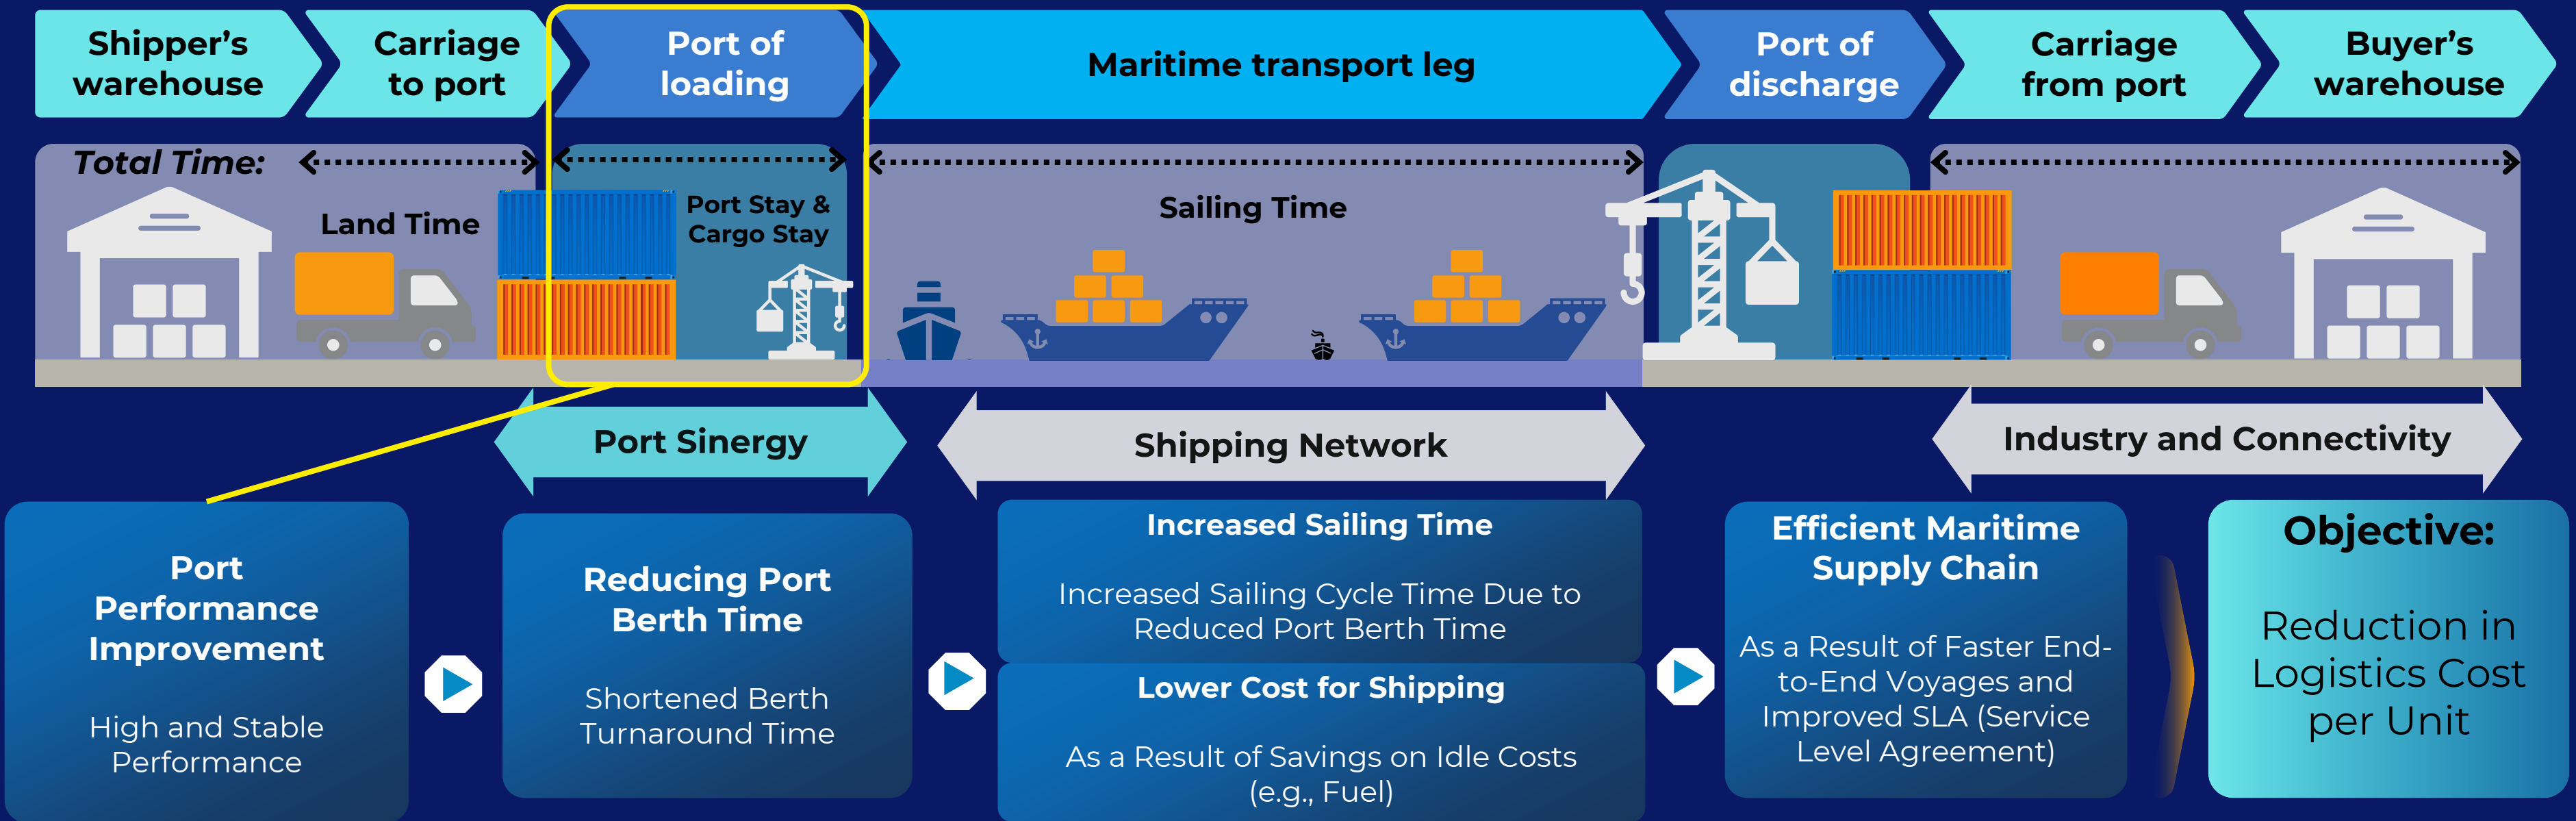 Shipper’s
warehouse
Carriage
to port
Port of
loading
Maritime transport leg
Port of
discharge
Carriage
from port
Buyer’s
warehouse
Total Time:
Land Time
Port Stay &
Cargo Stay
Sailing Time
Port Sinergy
Shipping Network
Industry and Connectivity
Port
Performance
Improvement
High and Stable
Performance
Reducing Port
Berth Time
Shortened Berth
Turnaround Time
Increased Sailing Time
Increased Sailing Cycle Time Due to
Reduced Port Berth Time
Lower Cost for Shipping
As a Result of Savings on Idle Costs
(e.g., Fuel)
Efficient Maritime
Supply Chain
As a Result of Faster End-
to-End Voyages and
Improved SLA (Service
Level Agreement)
Objective:
Reduction in
Logistics Cost
per Unit